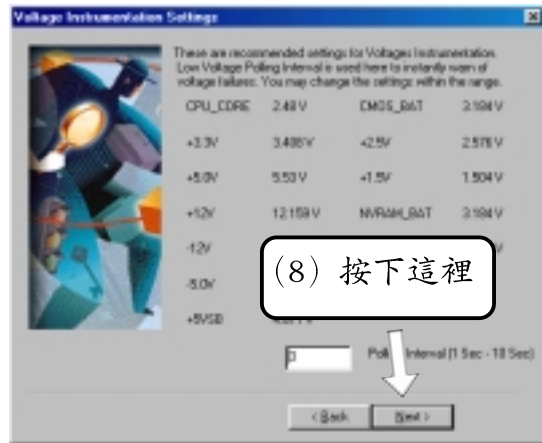 Voltage Instrumentation Settings
These are recommended settings for Voltages Instrumentation.
Low Voltage Polling Interval is used here to instantly warn of
voltage failures. You may change the settings within the range.
CPU_CORE 2.48 V CMOS_BAT 3.184 V
+3.3V 3.408 V +2.5V 2.576 V
+5.0V 5.53 V +1.5V 1.504 V
+12V 12.159 V NVRAM_BAT 3.184 V
-12V V
-5.0V
+5VSB
(8) 按下這裡
Polling Interval (1 Sec - 10 Sec)
< Back Next >